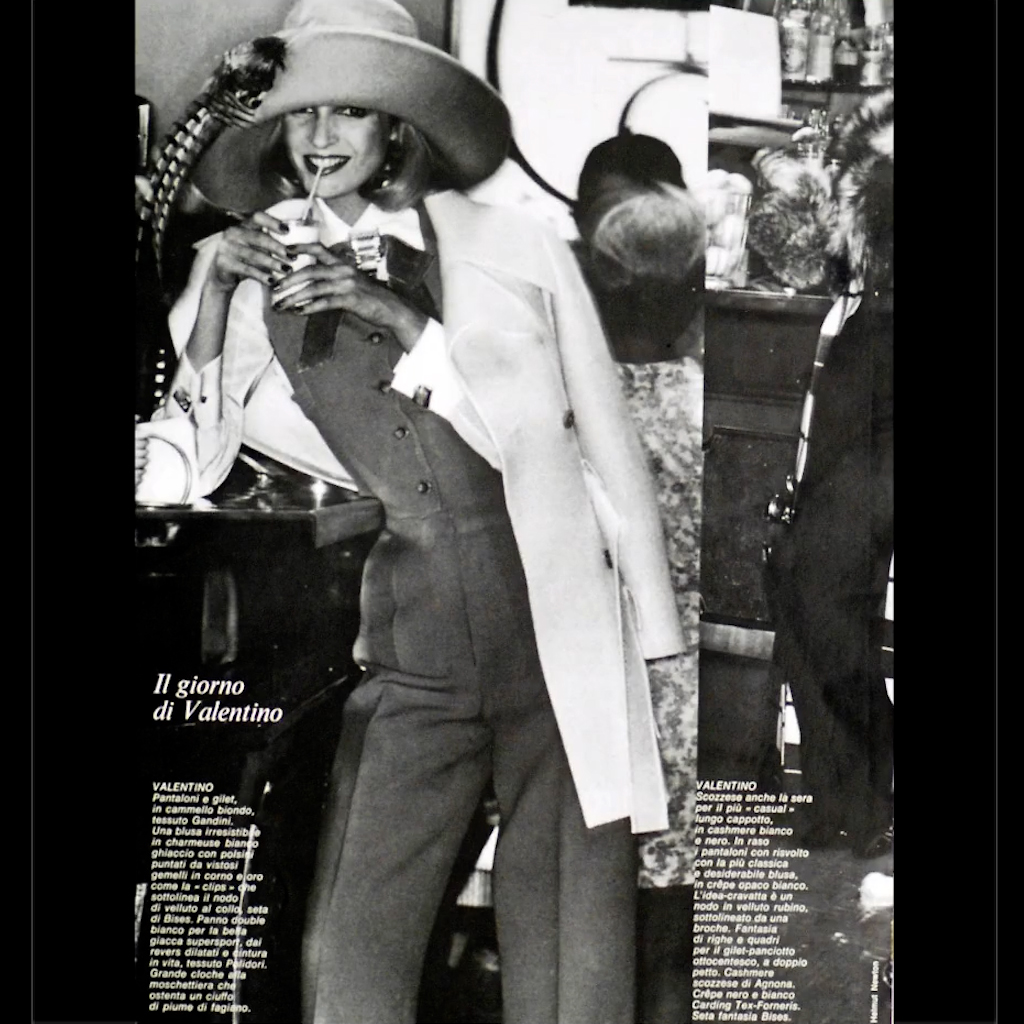 Il giorno
di Valentino
VALENTINO
Pantaloni e gilet,
in cammello biondo,
tessuto Gandini.
Una blusa irresistibile
in charmeuse bianco
ghiaccio con polsini
puntati da vistosi
gemelli in corno e oro
come la « clips » che
sottolinea il nodo
di velluto al collo, seta
di Bises. Panno double
bianco per la bella
giacca supersport, dai
revers dilatati e cintura
in vita, tessuto Polidori.
Grande cloche alla
moschettiera che
ostenta un ciuffo
di piume di fagiano.
VALENTINO
Scozzese anche la sera
per il più « casual »
lungo cappotto,
in cashmere bianco
e nero. In raso
i pantaloni con risvolto
con la più classica
e desiderabile blusa,
in crêpe opaco bianco.
L'idea-cravatta è un
nodo in velluto rubino,
sottolineato da una
broche. Fantasia
di righe e quadri
per il gilet-panciotto
ottocentesco, a doppio
petto. Cashmere
scozzese di Agnona.
Crêpe nero e bianco
Carding Tex-Forneris.
Seta fantasia Bises.
Helmut Newton